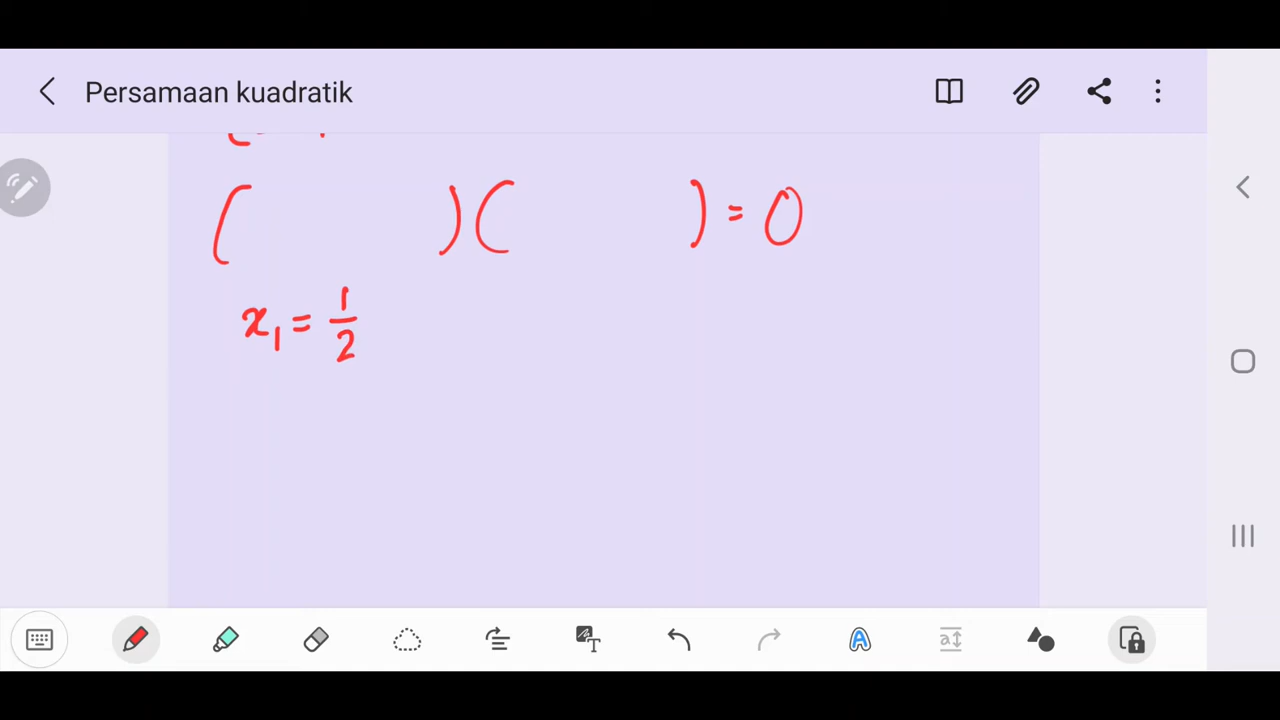 Persamaan kuadratik
( )( ) = 0
x₁ = 1/2